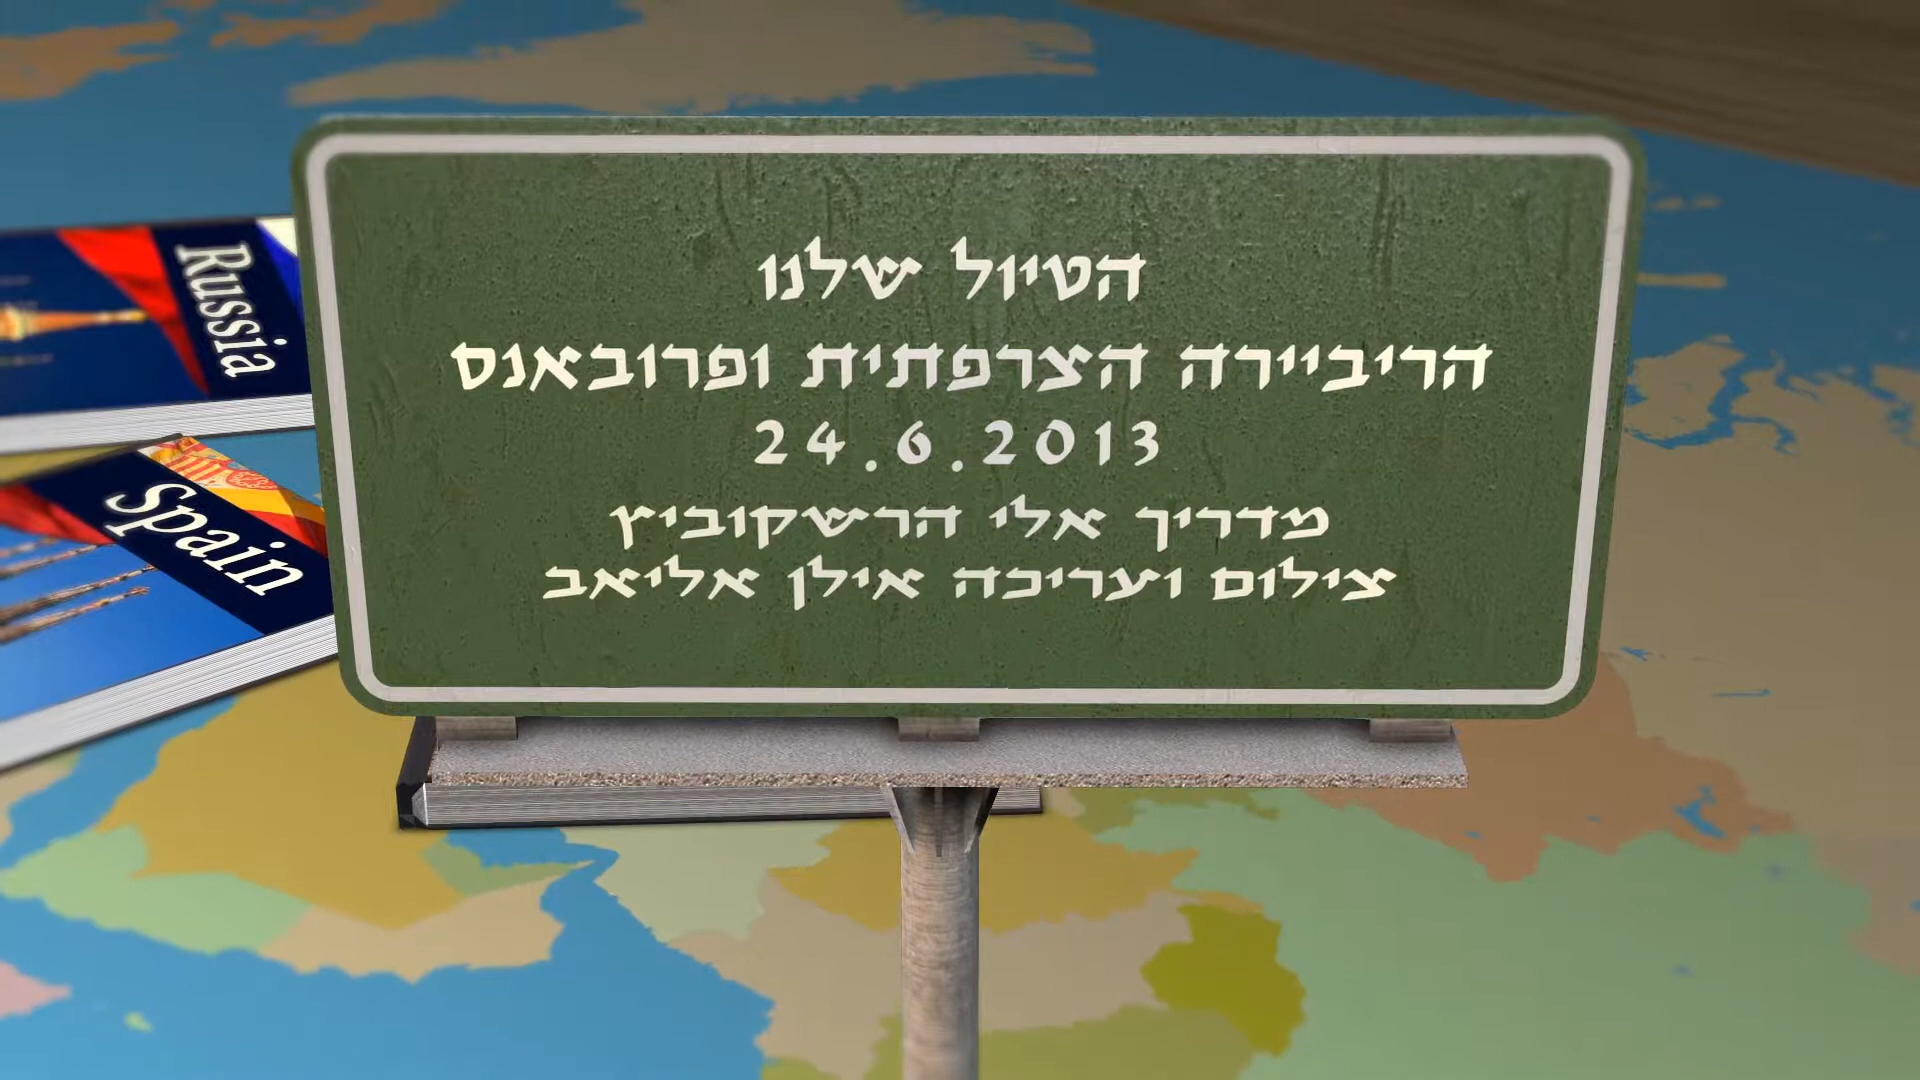 הטיול שלנו
הריביירה הצרפתית ופרובאנס
24.6.2013
מדריך אלי הרשקוביץ
צילום ועריכה אילן אליאב
Russia
Spain